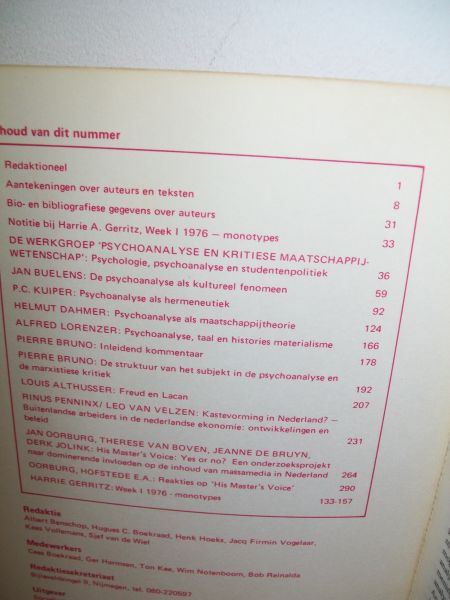 houd van dit nummer
Redaktioneel 1
Aantekeningen over auteurs en teksten 8
Bio- en bibliografiese gegevens over auteurs 31
Notitie bij Harrie A. Gerritz, Week I 1976 – monotypes 33
DE WERKGROEP 'PSYCHOANALYSE EN KRITIESE MAATSCHAPPIJ-
WETENSCHAP': Psychologie, psychoanalyse en studentenpolitiek 36
JAN BUELENS: De psychoanalyse als kultureel fenomeen 59
P.C. KUIPER: Psychoanalyse als hermeneutiek 92
HELMUT DAHMER: Psychoanalyse als maatschappijtheorie 124
ALFRED LORENZER: Psychoanalyse, taal en histories materialisme 166
PIERRE BRUNO: Inleidend kommentaar 178
PIERRE BRUNO: De struktuur van het subjekt in de psychoanalyse en
de marxistiese kritiek 192
LOUIS ALTHUSSER: Freud en Lacan 207
RINUS PENNINX/ LEO VAN VELZEN: Kastevorming in Nederland? –
Buitenlandse arbeiders in de nederlandse ekonomie: ontwikkelingen en
beleid 231
JAN OORBURG, THERESE VAN BOVEN, JEANNE DE BRUYN,
DERK JOLINK: His Master's Voice: Yes or no? Een onderzoeksprojekt
naar dominerende invloeden op de inhoud van massamedia in Nederland 264
OORBURG, HOFSTEDE E.A.: Reakties op 'His Master's Voice' 290
HARRIE GERRITZ: Week I 1976 - monotypes 133-157
Redaktie
Albert Benschop, Hugues C. Boekraad, Henk Hoeks, Jacq Firmin Vogelaar,
Kees Vollemans, Sjef van de Wiel
Medewerkers
Cees Boekraad, Ger Harmsen, Ton Kee, Wim Notenboom, Bob Reinalda
Redaktiesekretariaat
Bijleveldsingel 9, Nijmegen, tel. 080-220597
Uitgever